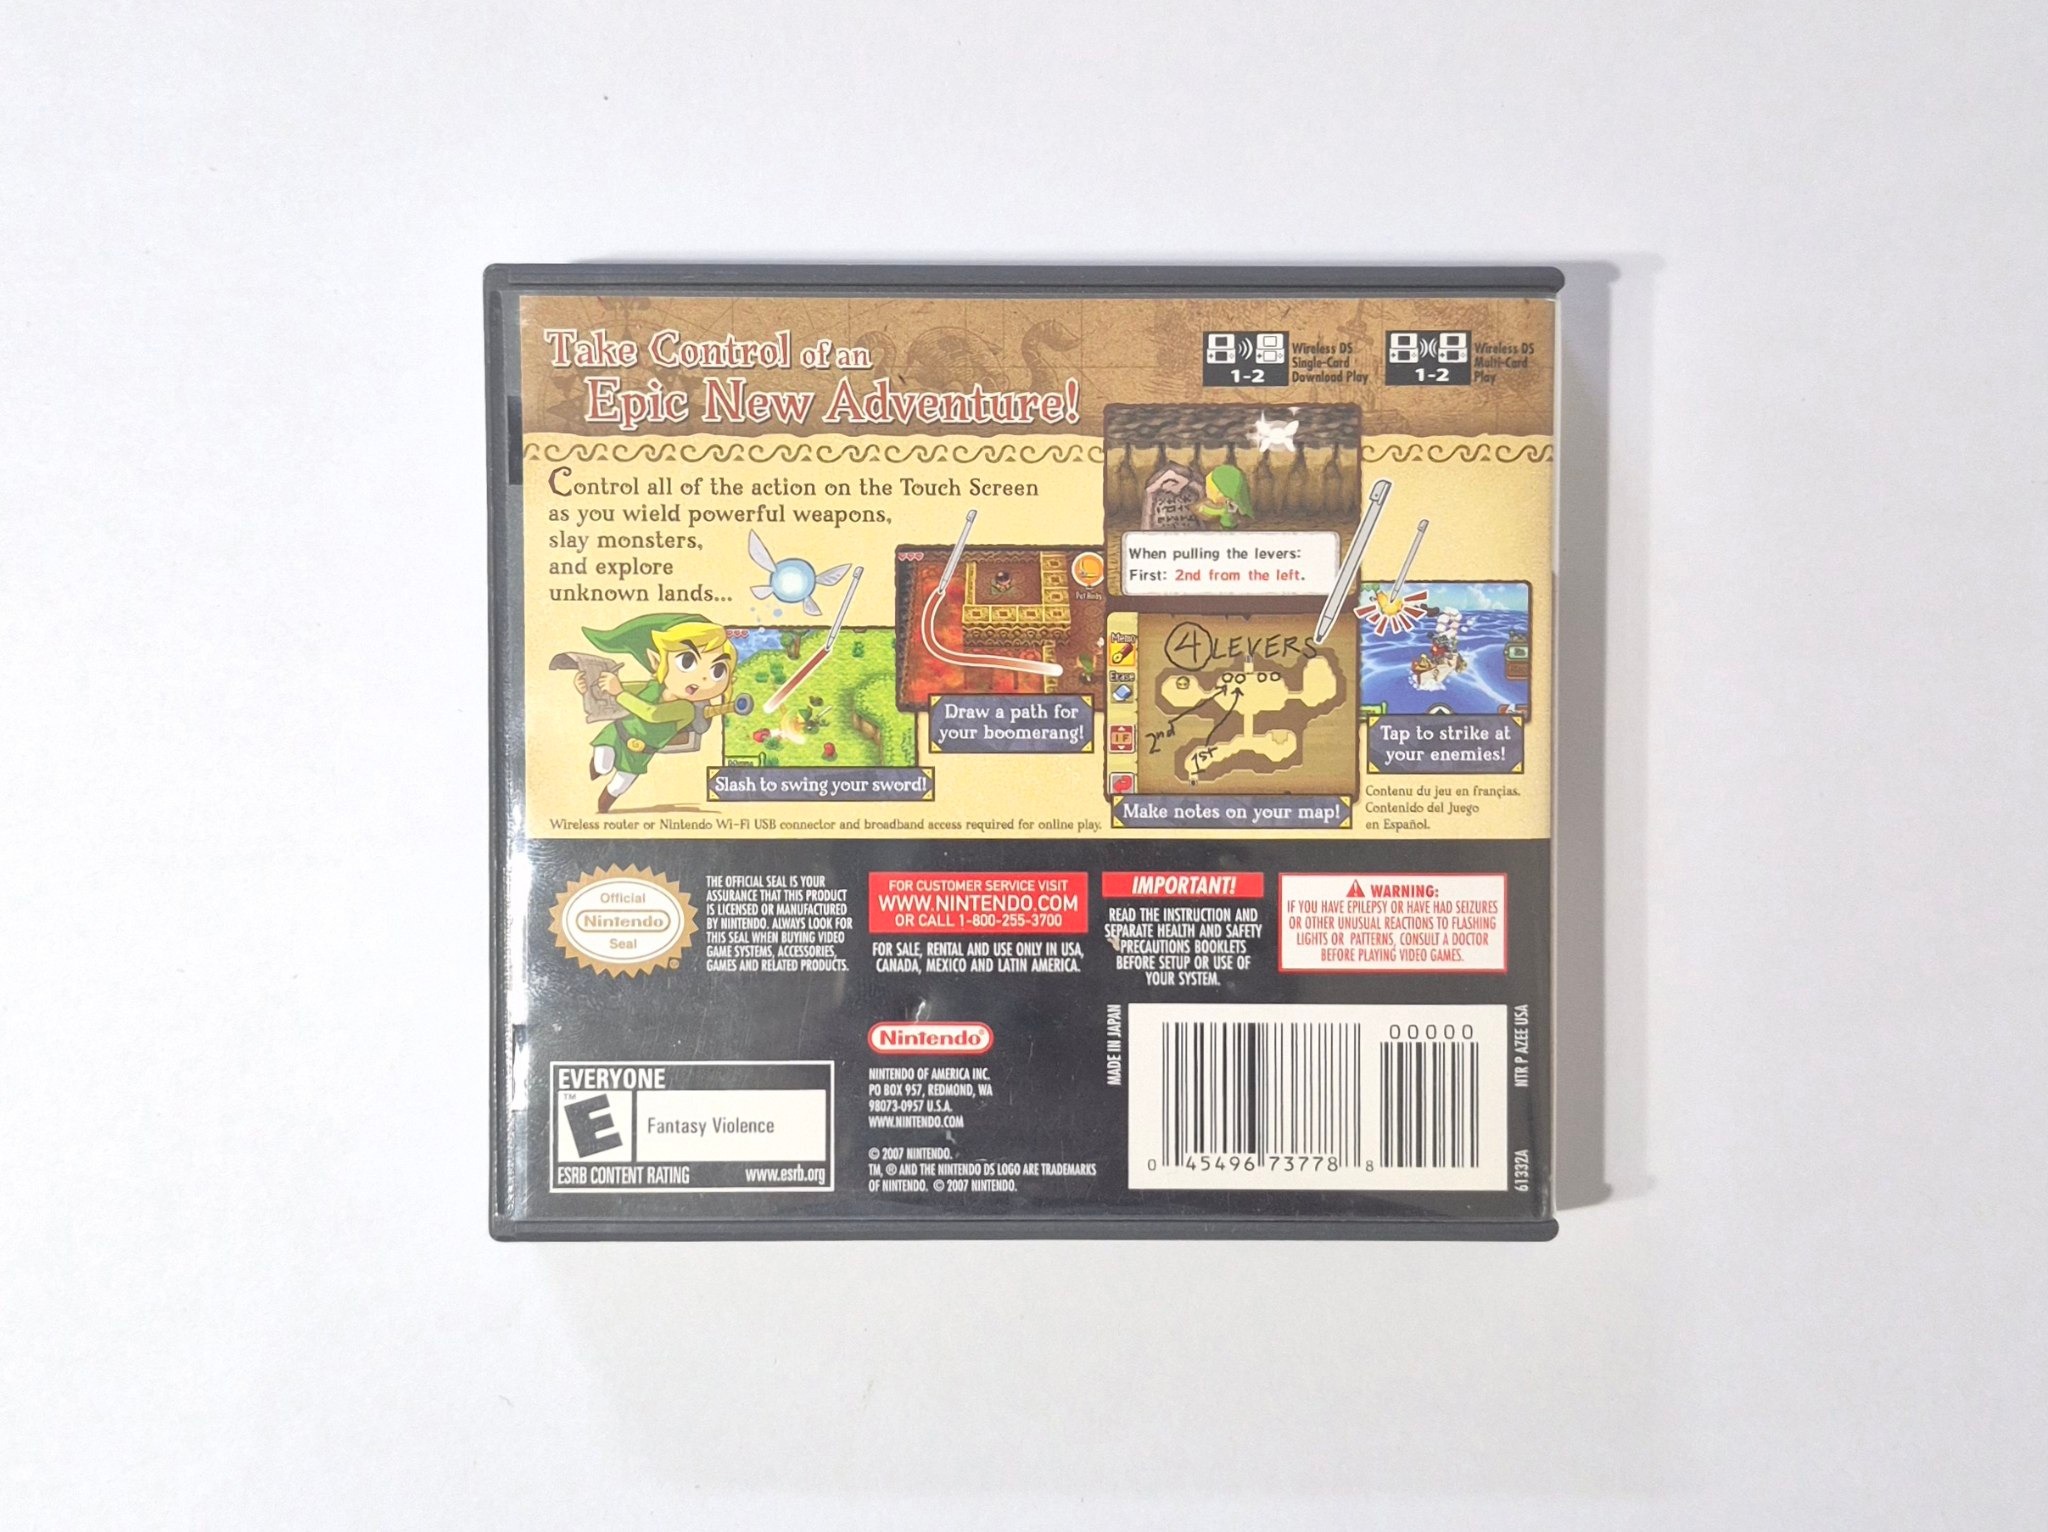 Take Control of an
Epic New Adventure!
1-2
Wireless DS
Single-Card
Download Play
1-2
Wireless DS
Multi-Card
Play
Control all of the action on the Touch Screen
as you wield powerful weapons,
slay monsters,
and explore
unknown lands...
When pulling the levers:
First: 2nd from the left.
Memo
Erase
4 LEVERS
2nd
1st
Slash to swing your sword!
Draw a path for
your boomerang!
Make notes on your map!
Tap to strike at
your enemies!
Contenu du jeu en françias.
Contenido del Juego
en Español.
Wireless router or Nintendo Wi-Fi USB connector and broadband access required for online play.
Official
Nintendo
Seal
THE OFFICIAL SEAL IS YOUR
ASSURANCE THAT THIS PRODUCT
IS LICENSED OR MANUFACTURED
BY NINTENDO. ALWAYS LOOK FOR
THIS SEAL WHEN BUYING VIDEO
GAME SYSTEMS, ACCESSORIES,
GAMES AND RELATED PRODUCTS.
FOR CUSTOMER SERVICE VISIT
WWW.NINTENDO.COM
OR CALL 1-800-255-3700
FOR SALE, RENTAL AND USE ONLY IN USA,
CANADA, MEXICO AND LATIN AMERICA.
IMPORTANT!
READ THE INSTRUCTION AND
SEPARATE HEALTH AND SAFETY
PRECAUTIONS BOOKLETS
BEFORE SETUP OR USE OF
YOUR SYSTEM.
WARNING:
IF YOU HAVE EPILEPSY OR HAVE HAD SEIZURES
OR OTHER UNUSUAL REACTIONS TO FLASHING
LIGHTS OR PATTERNS, CONSULT A DOCTOR
BEFORE PLAYING VIDEO GAMES.
EVERYONE
E
™
Fantasy Violence
ESRB CONTENT RATING www.esrb.org
Nintendo®
NINTENDO OF AMERICA INC.
PO BOX 957, REDMOND, WA
98073-0957 U.S.A.
WWW.NINTENDO.COM
© 2007 NINTENDO.
TM, ® AND THE NINTENDO DS LOGO ARE TRADEMARKS
OF NINTENDO. © 2007 NINTENDO.
MADE IN JAPAN
00000
0 45496 73778 8
NTR P AZEE USA
61332A